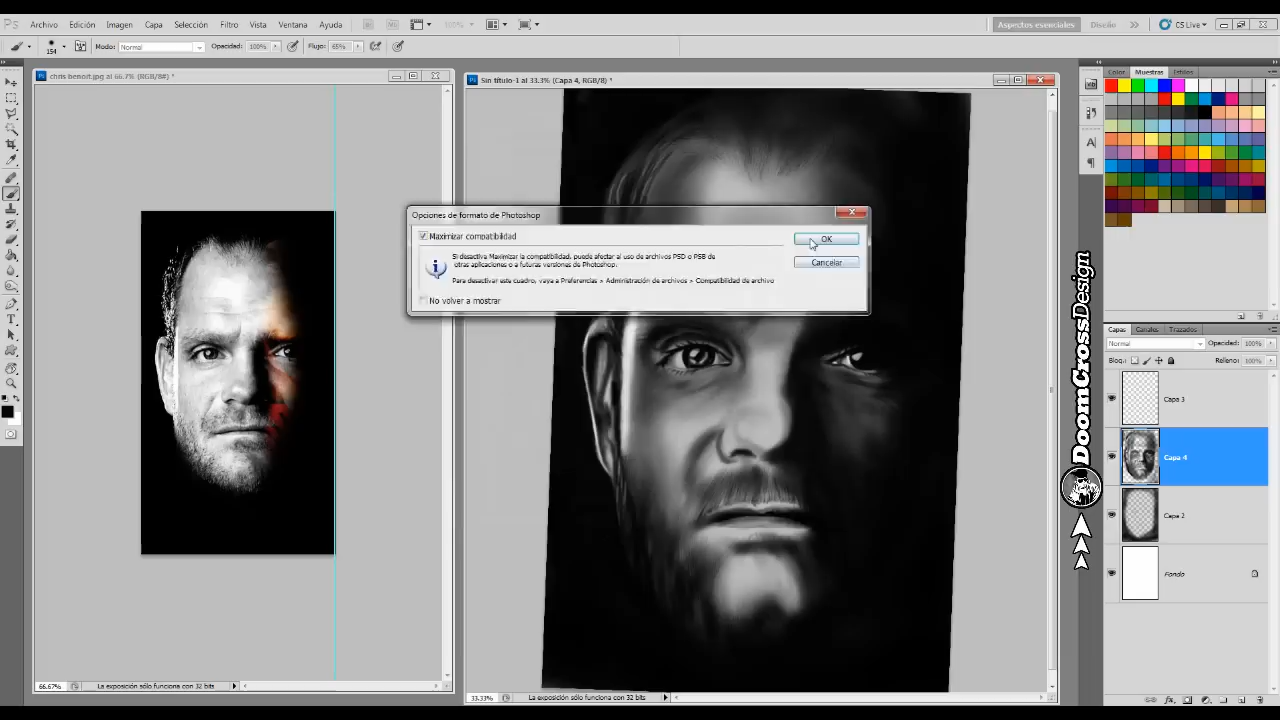 Ps Archivo Edición Imagen Capa Selección Filtro Vista Ventana Ayuda Br Mb 100% Aspectos esenciales Diseño CS Live
154 Modo: Normal Opacidad: 100% Flujo: 65%
chris benoit.jpg al 66.7% (RGB/8#) *
Sin título-1 al 33.3% (Capa 4, RGB/8) *
Color Muestras Estilos
Opciones de formato de Photoshop
Maximizar compatibilidad
OK
Si desactiva Maximizar la compatibilidad, puede afectar al uso de archivos PSD o PSB de
otras aplicaciones o a futuras versiones de Photoshop.
Cancelar
Para desactivar este cuadro, vaya a Preferencias > Administración de archivos > Compatibilidad de archivo
No volver a mostrar
DoomCrossDesign
Capas Canales Trazados
Normal Opacidad: 100%
Bloq.: Relleno: 100%
Capa 3
Capa 4
Capa 2
Fondo
66.67% La exposición sólo funciona con 32 bits
33.33% La exposición sólo funciona con 32 bits